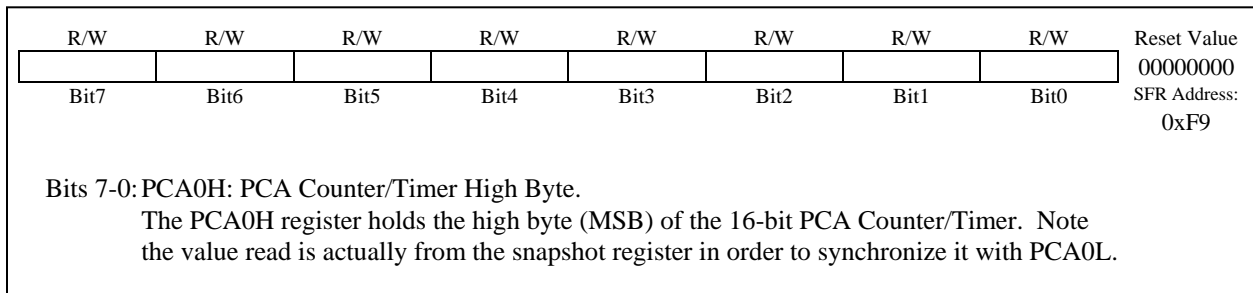 R/W R/W R/W R/W R/W R/W R/W R/W Reset Value
00000000
Bit7 Bit6 Bit5 Bit4 Bit3 Bit2 Bit1 Bit0 SFR Address:
0xF9
Bits 7-0: PCA0H: PCA Counter/Timer High Byte.
The PCA0H register holds the high byte (MSB) of the 16-bit PCA Counter/Timer. Note
the value read is actually from the snapshot register in order to synchronize it with PCA0L.